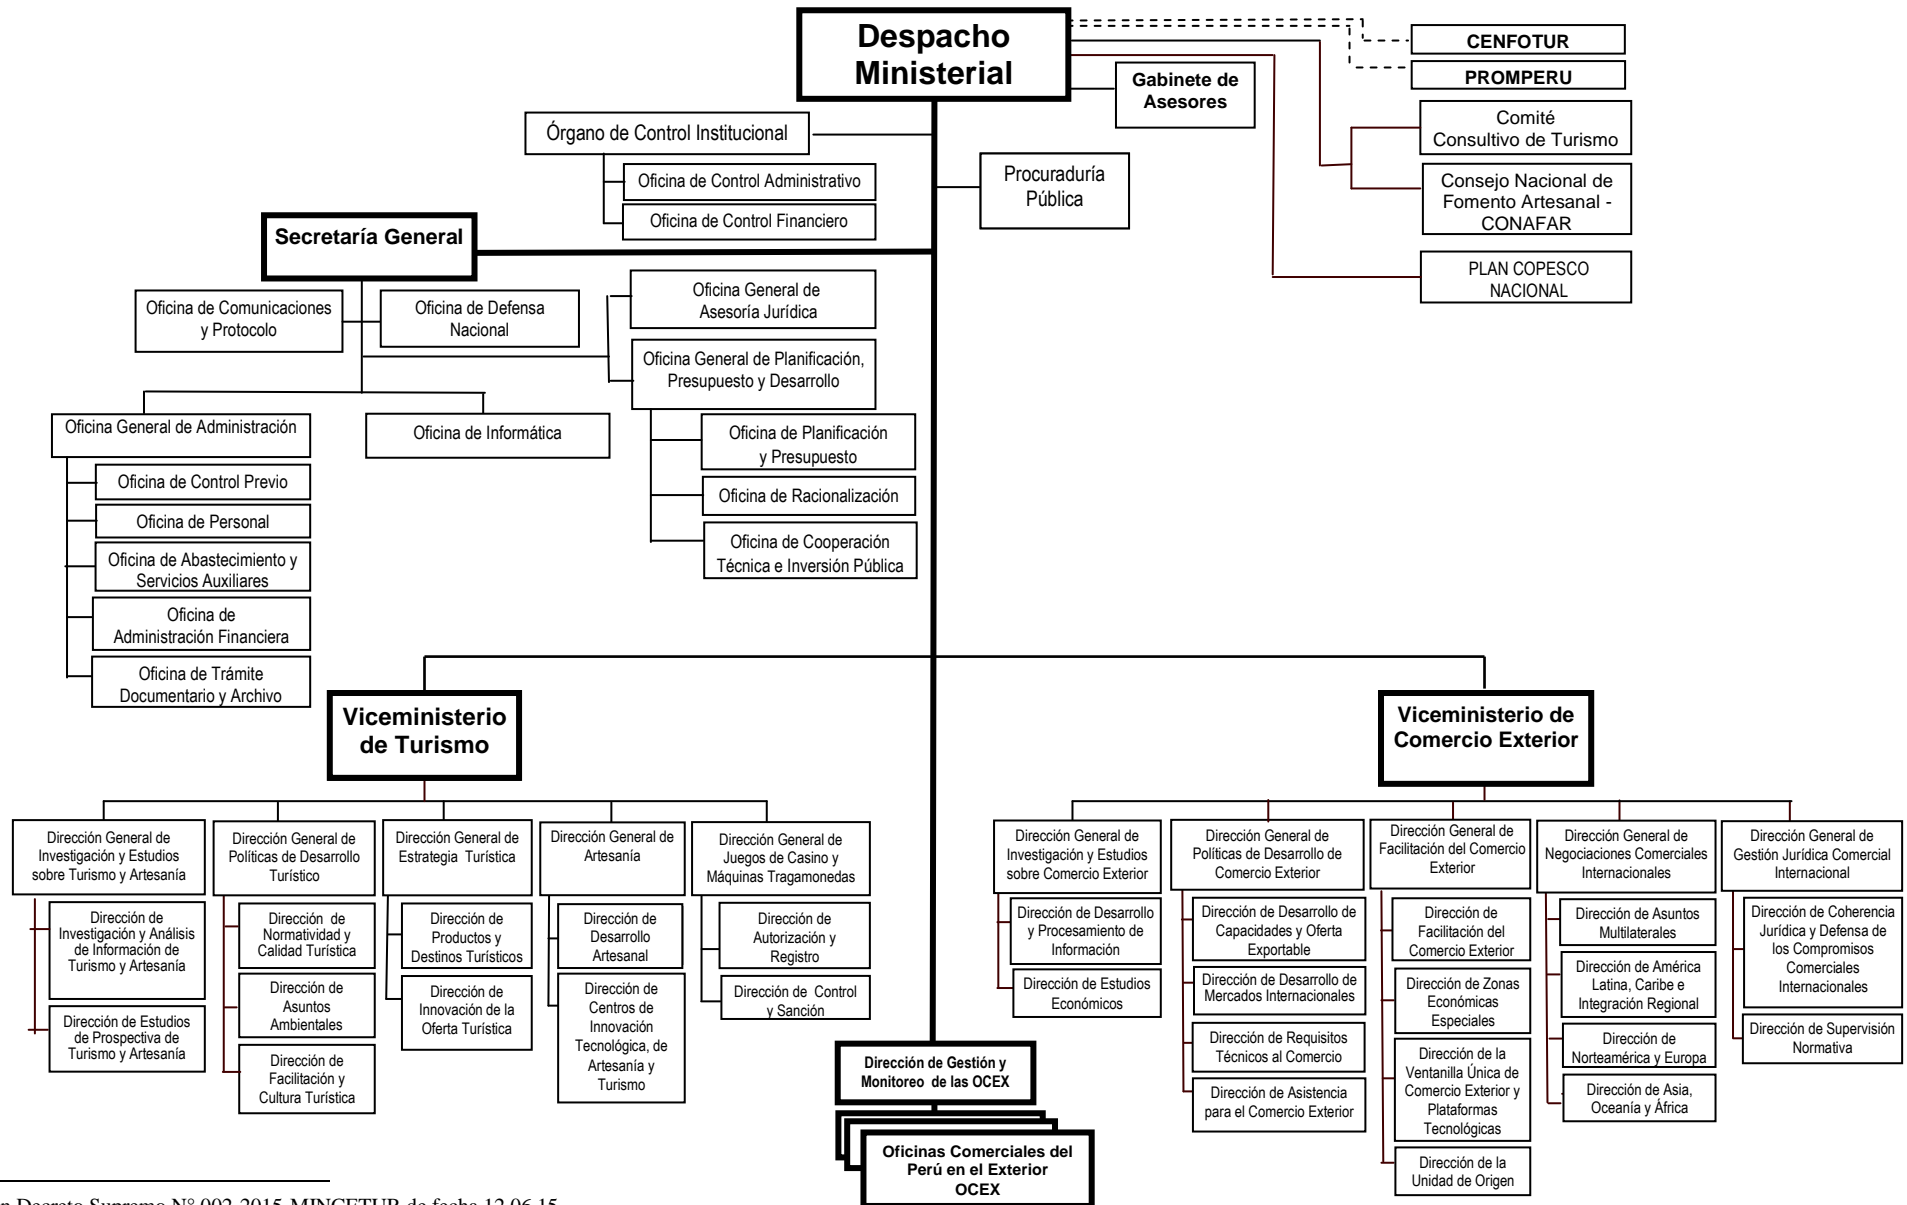 Despacho
Ministerial
CENFOTUR
PROMPERU
Gabinete de
Asesores
Comité
Consultivo de Turismo
Órgano de Control Institucional
Oficina de Control Administrativo
Oficina de Control Financiero
Procuraduría
Pública
Consejo Nacional de
Fomento Artesanal -
CONAFAR
PLAN COPESCO
NACIONAL
Secretaría General
Oficina de Comunicaciones
y Protocolo
Oficina de Defensa
Nacional
Oficina General de
Asesoría Jurídica
Oficina General de Planificación,
Presupuesto y Desarrollo
Oficina General de Administración
Oficina de Informática
Oficina de Planificación
y Presupuesto
Oficina de Racionalización
Oficina de Cooperación
Técnica e Inversión Pública
Oficina de Control Previo
Oficina de Personal
Oficina de Abastecimiento y
Servicios Auxiliares
Oficina de
Administración Financiera
Oficina de Trámite
Documentario y Archivo
Viceministerio
de Turismo
Viceministerio de
Comercio Exterior
Dirección General de
Investigación y Estudios
sobre Turismo y Artesanía
Dirección de
Investigación y Análisis
de Información de
Turismo y Artesanía
Dirección de Estudios
de Prospectiva de
Turismo y Artesanía
Dirección General de
Políticas de Desarrollo
Turístico
Dirección de
Normatividad y
Calidad Turística
Dirección de
Asuntos
Ambientales
Dirección de
Facilitación y
Cultura Turística
Dirección General de
Estrategia Turística
Dirección de
Productos y
Destinos Turísticos
Dirección de
Innovación de la
Oferta Turística
Dirección General de
Artesanía
Dirección de
Desarrollo
Artesanal
Dirección de
Centros de
Innovación
Tecnológica, de
Artesanía y
Turismo
Dirección General de
Juegos de Casino y
Máquinas Tragamonedas
Dirección de
Autorización y
Registro
Dirección de Control
y Sanción
Dirección de Gestión y
Monitoreo de las OCEX
Oficinas Comerciales del
Perú en el Exterior
OCEX
Dirección General de
Investigación y Estudios
sobre Comercio Exterior
Dirección de Desarrollo
y Procesamiento de
Información
Dirección de Estudios
Económicos
Dirección General de
Políticas de Desarrollo de
Comercio Exterior
Dirección de Desarrollo de
Capacidades y Oferta
Exportable
Dirección de Desarrollo de
Mercados Internacionales
Dirección de Requisitos
Técnicos al Comercio
Dirección de Asistencia
para el Comercio Exterior
Dirección General de
Facilitación del Comercio
Exterior
Dirección de
Facilitación del
Comercio Exterior
Dirección de Zonas
Económicas
Especiales
Dirección de la
Ventanilla Única de
Comercio Exterior y
Plataformas
Tecnológicas
Dirección de la
Unidad de Origen
Dirección General de
Negociaciones Comerciales
Internacionales
Dirección de Asuntos
Multilaterales
Dirección de América
Latina, Caribe e
Integración Regional
Dirección de
Norteamérica y Europa
Dirección de Asia,
Oceanía y África
Dirección General de
Gestión Jurídica Comercial
Internacional
Dirección de Coherencia
Jurídica y Defensa de
los Compromisos
Comerciales
Internacionales
Dirección de Supervisión
Normativa
Decreto Supremo N° 002-2015-MINCETUR de fecha 12.06.15